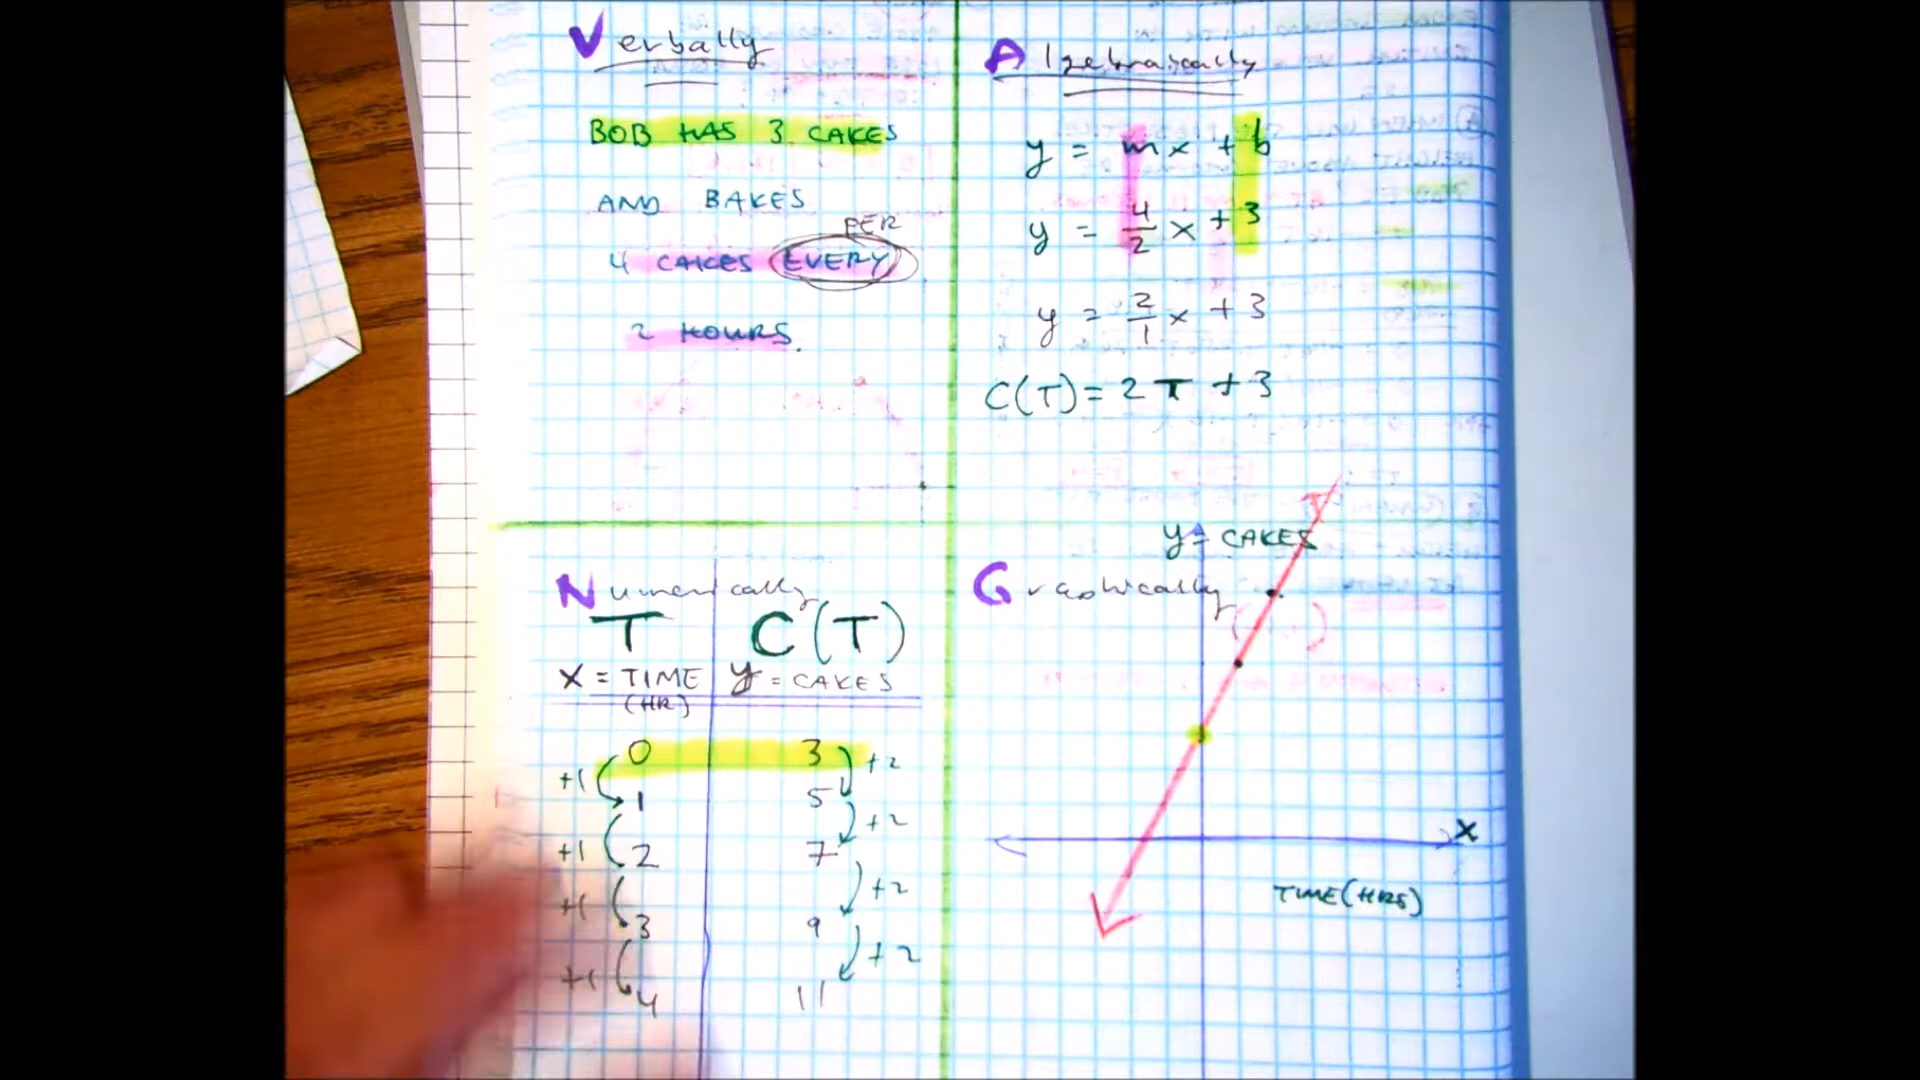 Verbally
BOB HAS 3 CAKES
AND BAKES
PER
4 CAKES EVERY
2 HOURS.
Algebraically
y = mx + b
y = 4/2 x + 3
y = 2/1 x + 3
C(T) = 2T + 3
Numerically
T C(T)
x = TIME y = CAKES
(HR)
0 3
+1 +2
1 5
+1 +2
2 7
+1 +2
3 9
+1 +2
4 11
y = CAKES
Graphically
x
TIME (HRS)